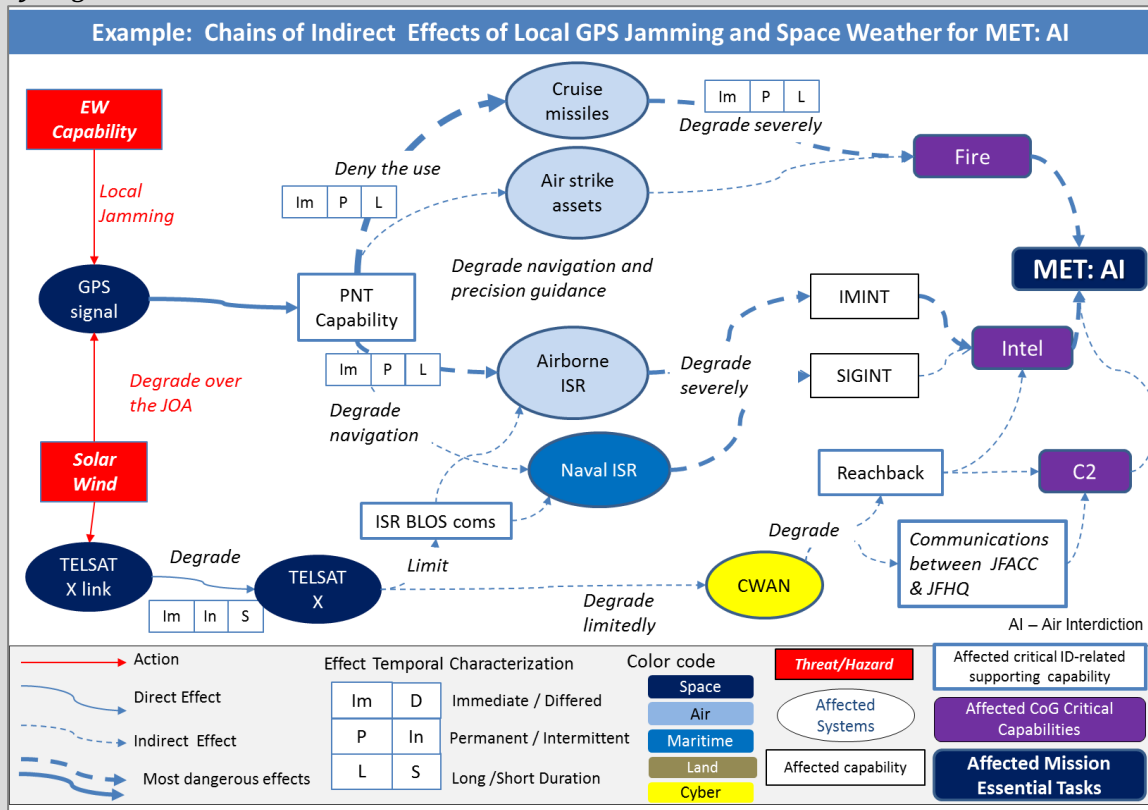 Example: Chains of Indirect Effects of Local GPS Jamming and Space Weather for MET: AI
EW
Capability
Local
Jamming
GPS
signal
Degrade over
the JOA
Solar
Wind
TELSAT
X link
Degrade
Im In S
TELSAT
X
Deny the use
Im P L
PNT
Capability
Im P L
Degrade
navigation
ISR BLOS coms
Limit
Cruise
missiles
Air strike
assets
Degrade navigation and
precision guidance
Airborne
ISR
Naval ISR
Im P L
Degrade severely
Degrade
severely
IMINT
SIGINT
Fire
MET: AI
Intel
Reachback
C2
Degrade
Communications
between JFACC
& JFHQ
CWAN
Degrade
limitedly
AI – Air Interdiction
Action
Direct Effect
Indirect Effect
Most dangerous effects
Effect Temporal Characterization
Im D Immediate / Differed
P In Permanent / Intermittent
L S Long /Short Duration
Color code
Space
Air
Maritime
Land
Cyber
Threat/Hazard
Affected
Systems
Affected capability
Affected critical ID-related
supporting capability
Affected CoG Critical
Capabilities
Affected Mission
Essential Tasks